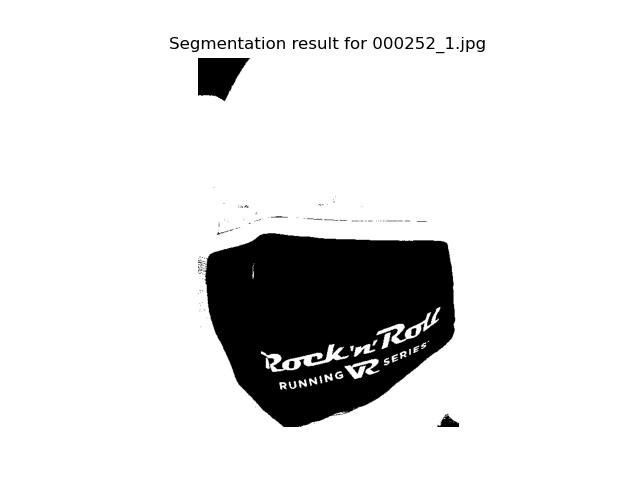 Segmentation result for 000252_1.jpg
Rock 'n' Roll
RUNNING VR SERIES